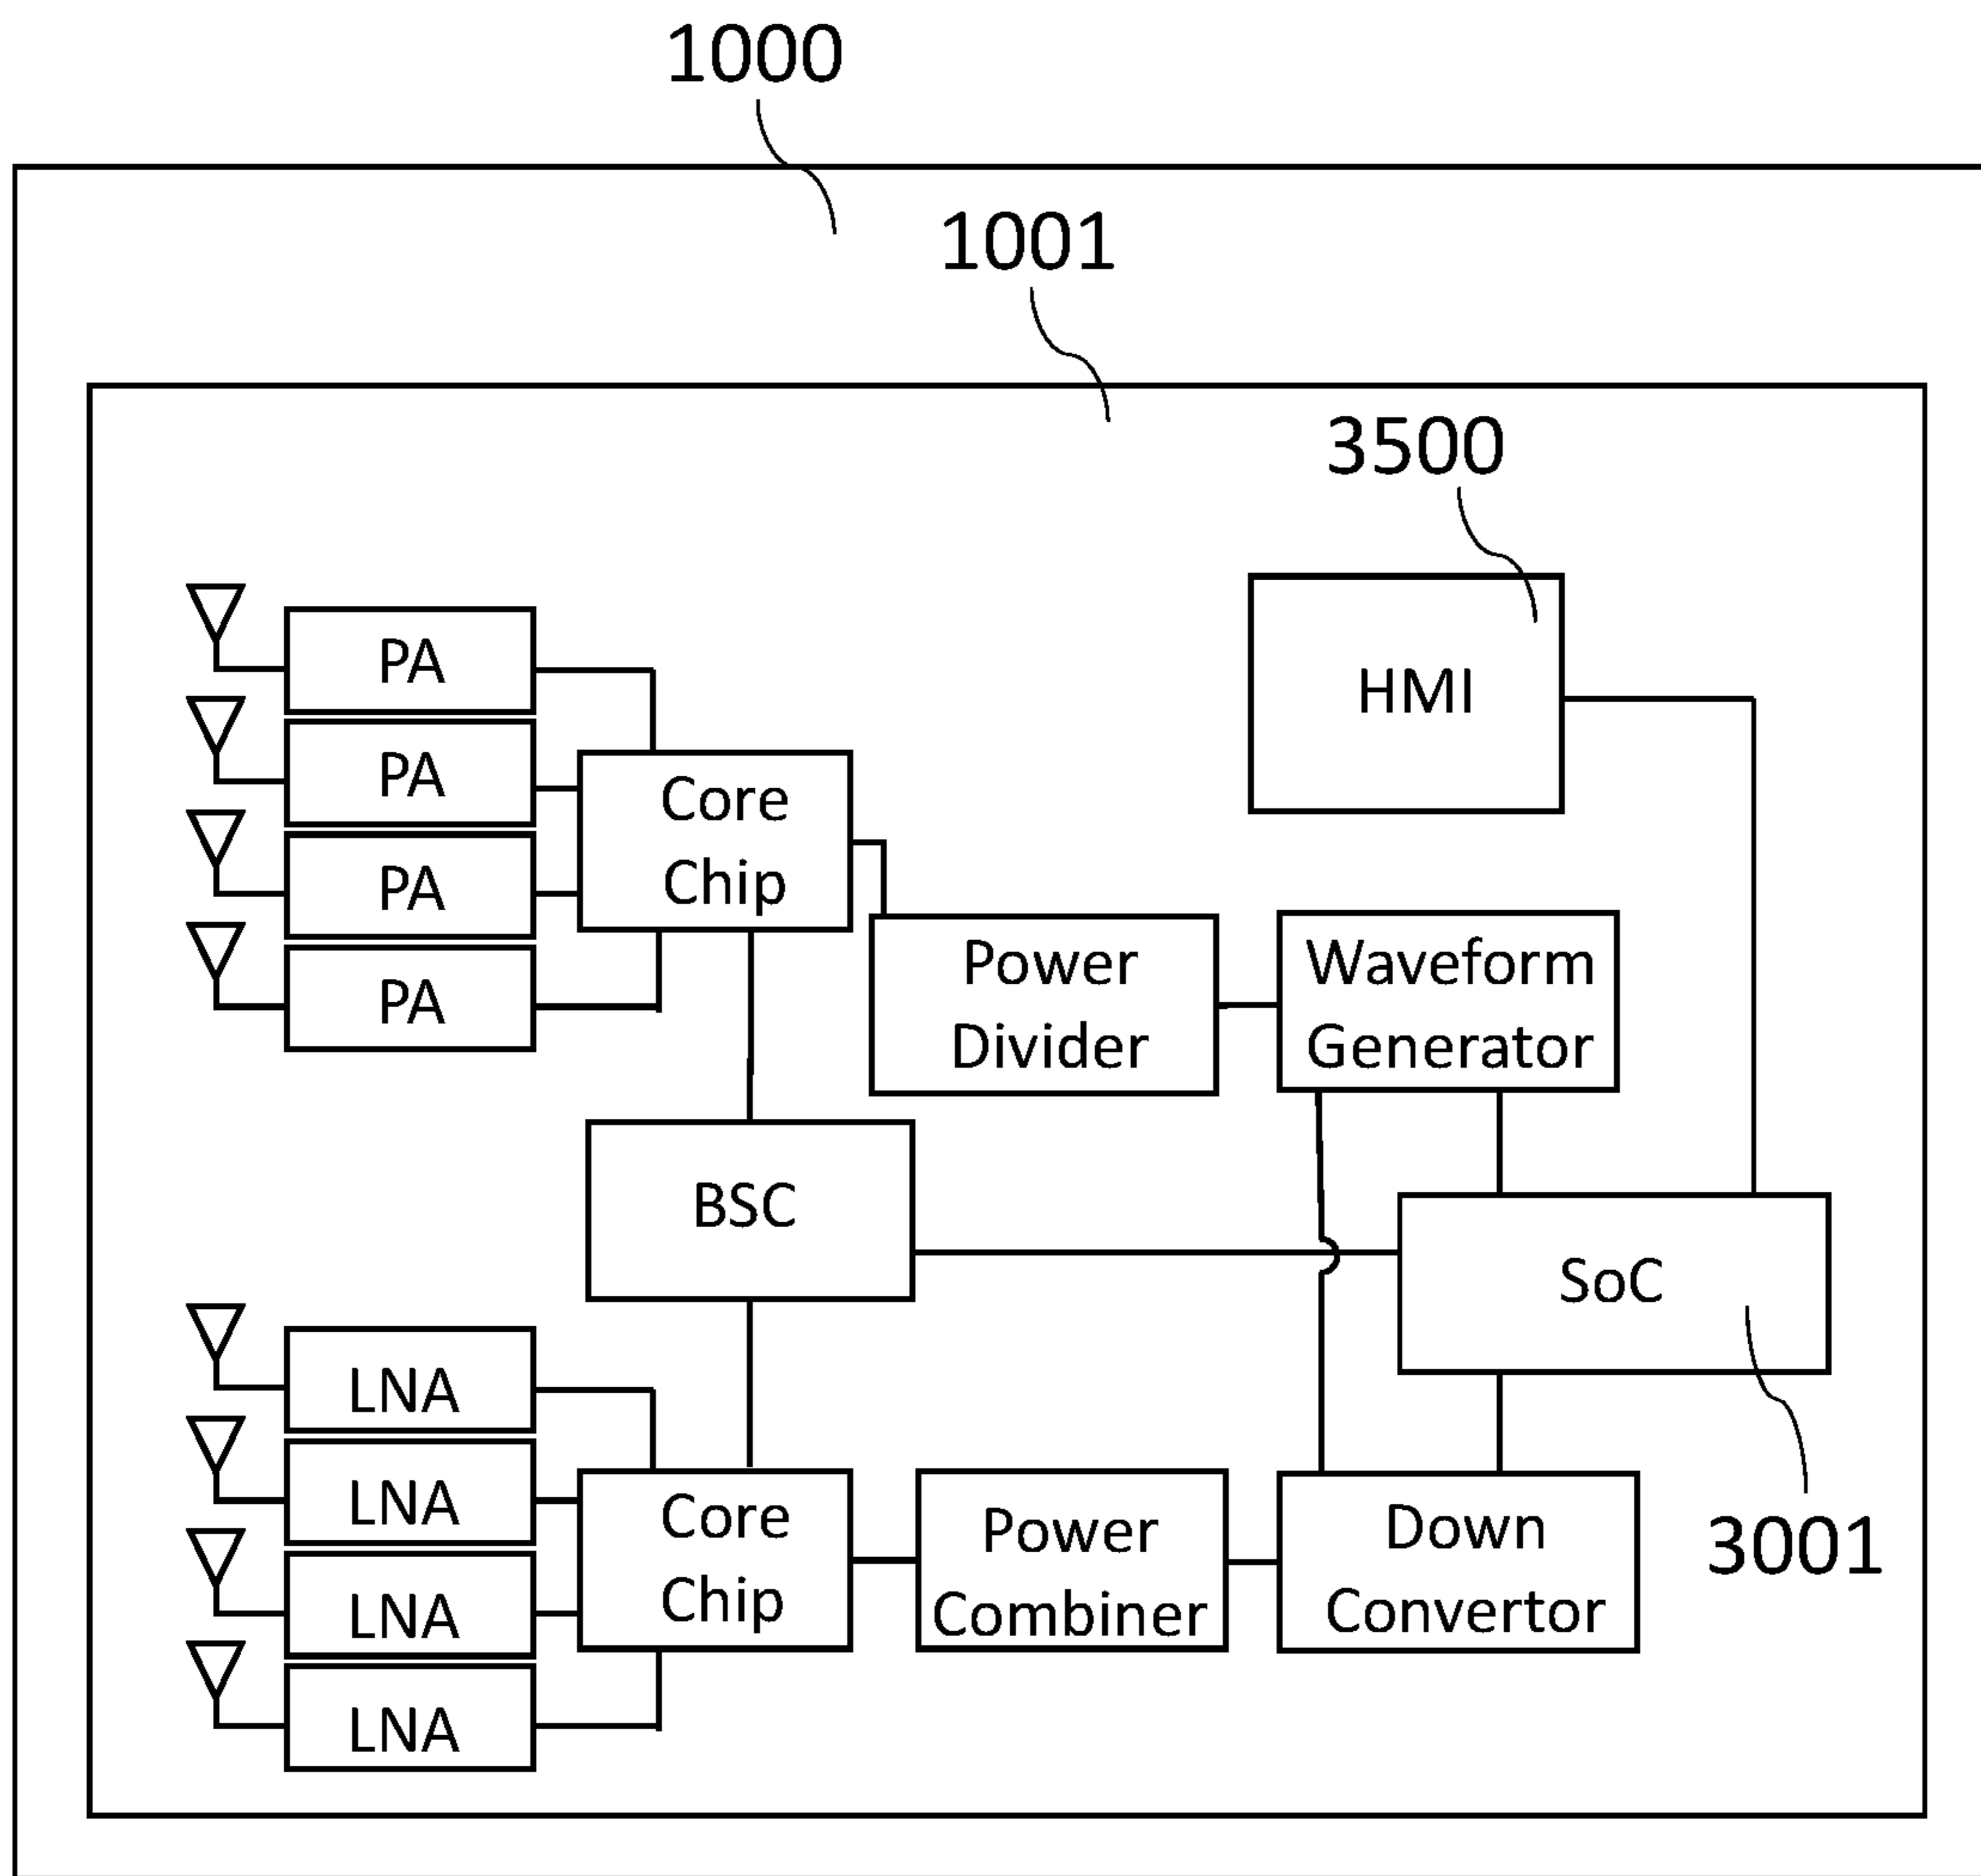 1000
1001
3500
PA
PA
PA
PA
Core
Chip
HMI
Power
Divider
Waveform
Generator
BSC
SoC
LNA
LNA
LNA
LNA
Core
Chip
Power
Combiner
Down
Convertor
3001